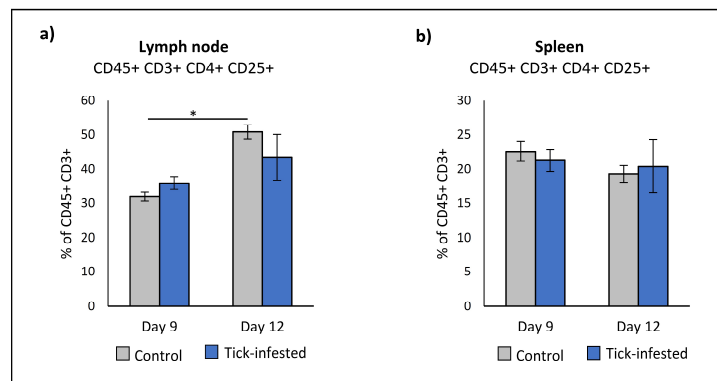 a)
Lymph node
CD45+ CD3+ CD4+ CD25+
% of CD45+ CD3+
60
50
40
30
20
10
0
*
Day 9
Day 12
Control
Tick-infested
b)
Spleen
CD45+ CD3+ CD4+ CD25+
% of CD45+ CD3+
30
25
20
15
10
5
0
Day 9
Day 12
Control
Tick-infested